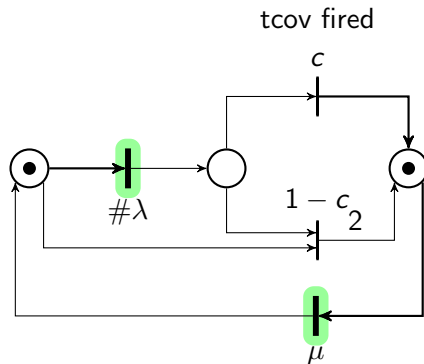 tcov fired
c
#λ
1 − c
2
μ